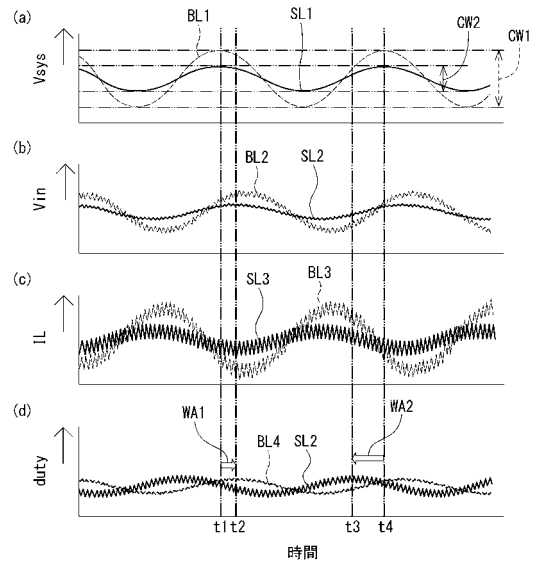 (a)
Vsys
BL1
SL1
CW2
CW1
(b)
Vin
BL2
SL2
(c)
IL
SL3
BL3
(d)
duty
WA1
BL4
SL2
WA2
t1 t2 t3 t4
時間